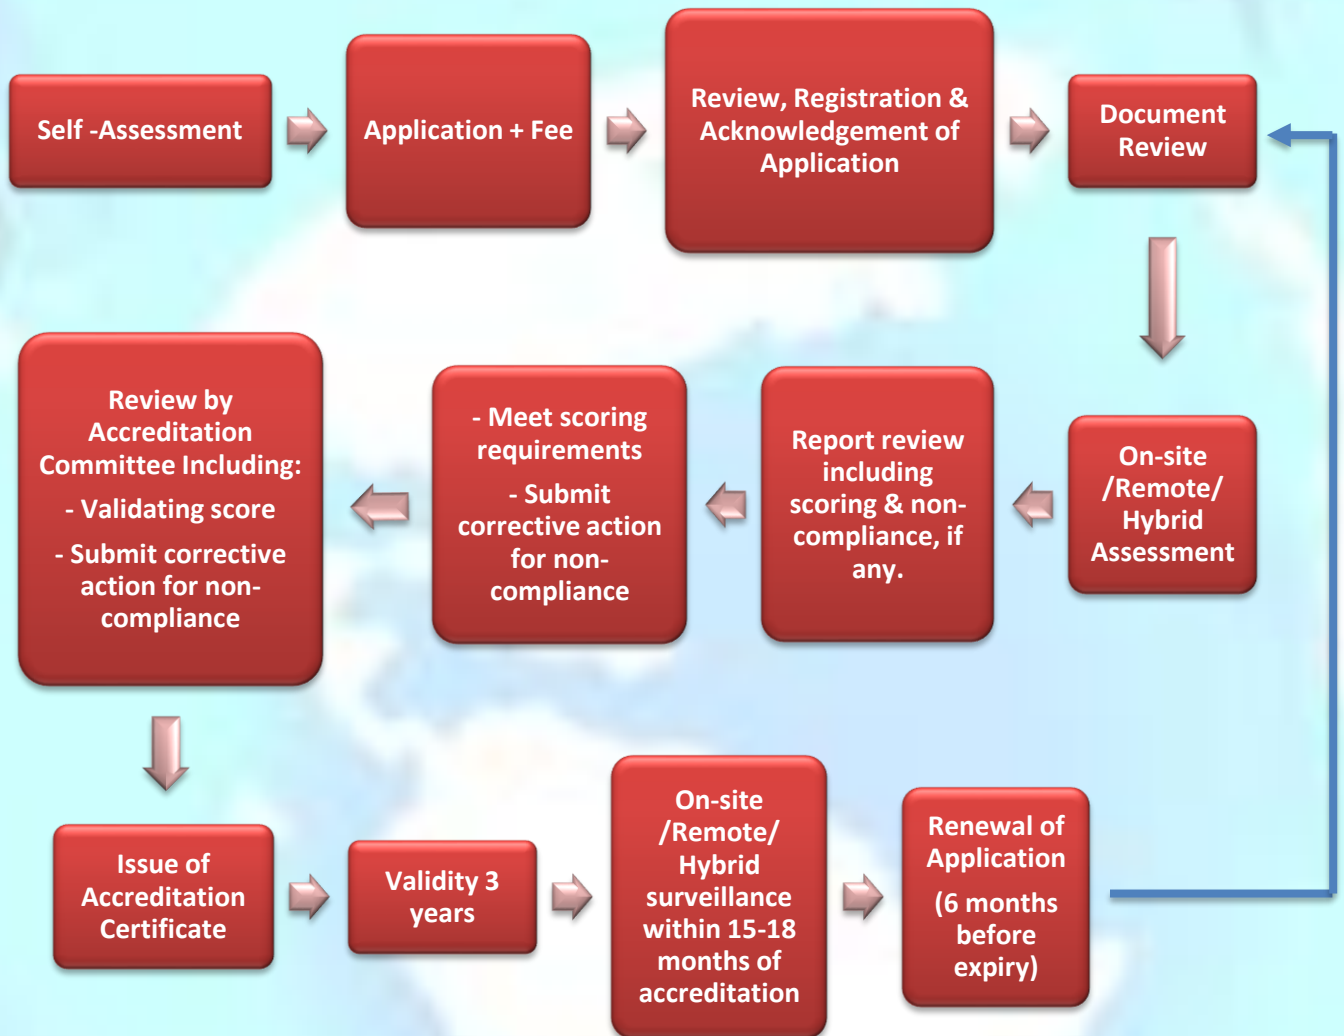 Self -Assessment
Application + Fee
Review, Registration &
Acknowledgement of
Application
Document
Review
On-site
/Remote/
Hybrid
Assessment
Report review
including
scoring & non-
compliance, if
any.
- Meet scoring
requirements
- Submit
corrective action
for non-
compliance
Review by
Accreditation
Committee Including:
- Validating score
- Submit corrective
action for non-
compliance
Issue of
Accreditation
Certificate
Validity 3
years
On-site
/Remote/
Hybrid
surveillance
within 15-18
months of
accreditation
Renewal of
Application
(6 months
before
expiry)